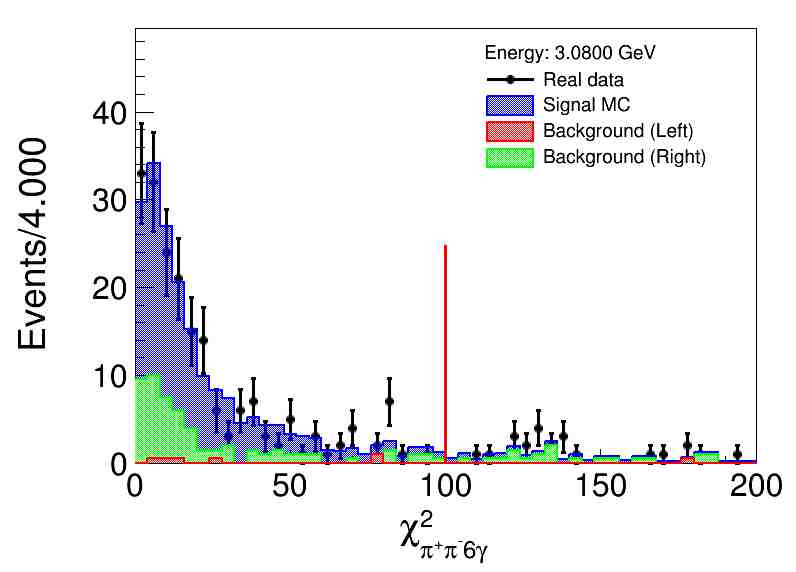 Energy: 3.0800 GeV
Real data
Signal MC
Background (Left)
Background (Right)
Events/4.000
40
30
20
10
0
0 50 100 150 200
χ²π⁺π⁻6γ